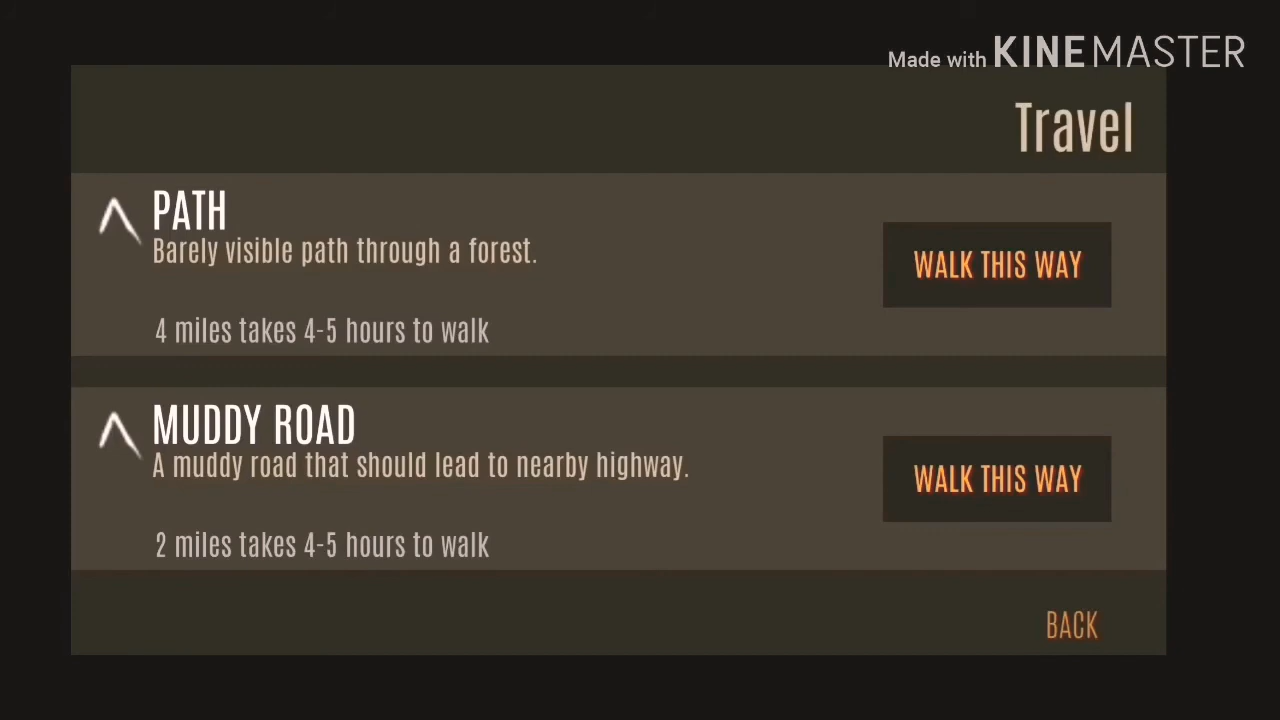 Made with KINEMASTER
Travel
PATH
Barely visible path through a forest.
WALK THIS WAY
4 miles takes 4-5 hours to walk
MUDDY ROAD
A muddy road that should lead to nearby highway.
WALK THIS WAY
2 miles takes 4-5 hours to walk
BACK